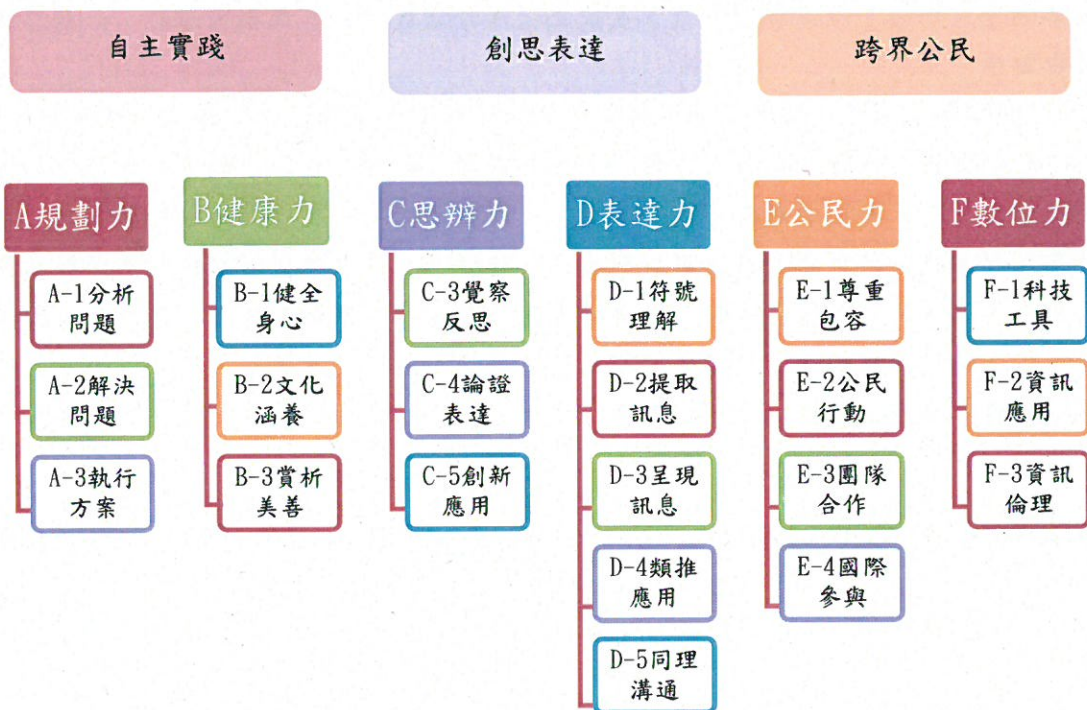 自主實踐
創思表達
跨界公民
A規劃力
A-1分析
問題
A-2解決
問題
A-3執行
方案
B健康力
B-1健全
身心
B-2文化
涵養
B-3賞析
美善
C思辨力
C-3覺察
反思
C-4論證
表達
C-5創新
應用
D表達力
D-1符號
理解
D-2提取
訊息
D-3呈現
訊息
D-4類推
應用
D-5同理
溝通
E公民力
E-1尊重
包容
E-2公民
行動
E-3團隊
合作
E-4國際
參與
F數位力
F-1科技
工具
F-2資訊
應用
F-3資訊
倫理